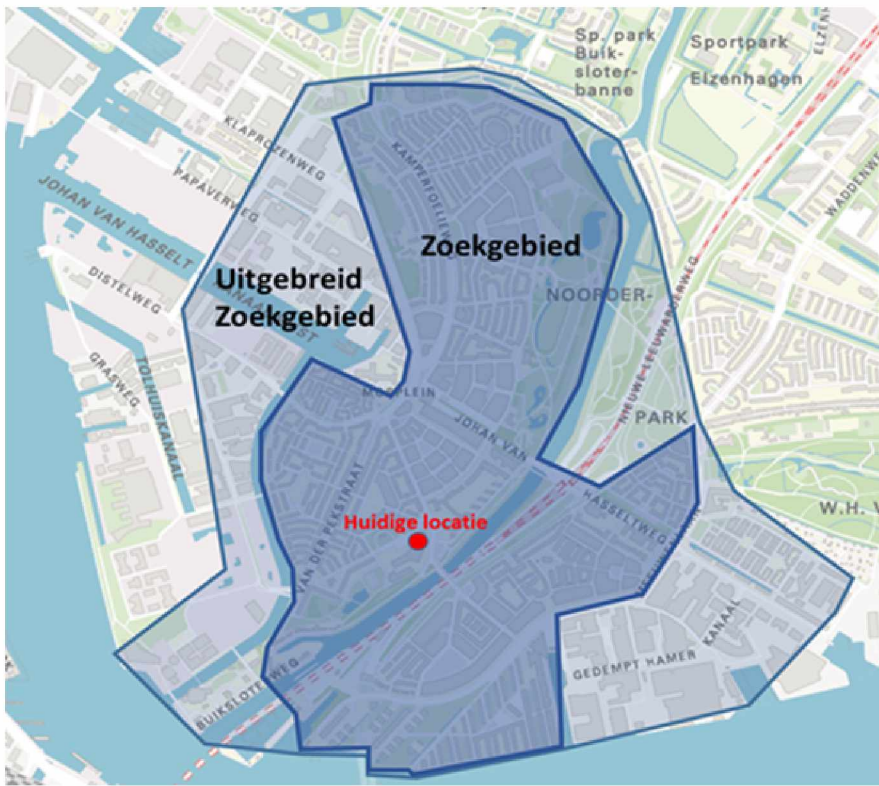 Sp. park
Buik-
sloter-
banne
Sportpark
Elzenhagen
KLAPROZENWEG
PAPAVERWEG
KAMPERFOELIEWEG
WADDENWEG
JOHAN VAN HASSELT
Zoekgebied
Uitgebreid
Zoekgebied
DISTELWEG
NOORDER-
NIEUWE LEEUWARDERWEG
GRASWEG
TOLHUISKANAAL
MOSPLEIN
JOHAN VAN
PARK
HASSELTWEG
VAN DER PEKSTRAAT
W.H. V
Huidige locatie
KANAAL
GEDEMPT HAMER
BUIKSLOTERWEG